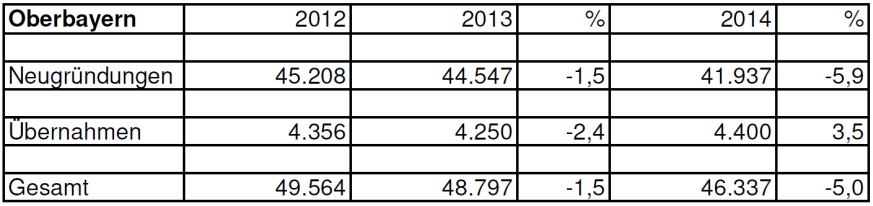 Oberbayern 2012 2013 % 2014 %
Neugründungen 45.208 44.547 -1,5 41.937 -5,9
Übernahmen 4.356 4.250 -2,4 4.400 3,5
Gesamt 49.564 48.797 -1,5 46.337 -5,0